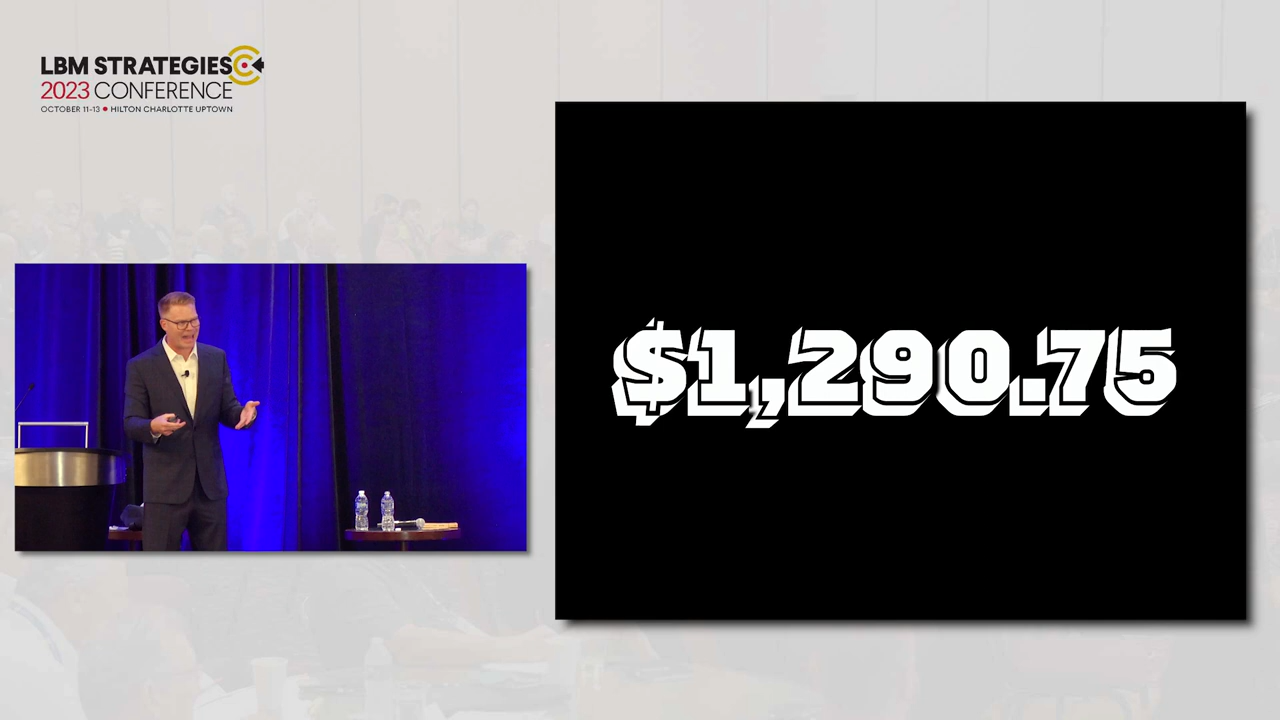 LBM STRATEGIES
2023 CONFERENCE
OCTOBER 11-13 • HILTON CHARLOTTE UPTOWN
$1,290.75